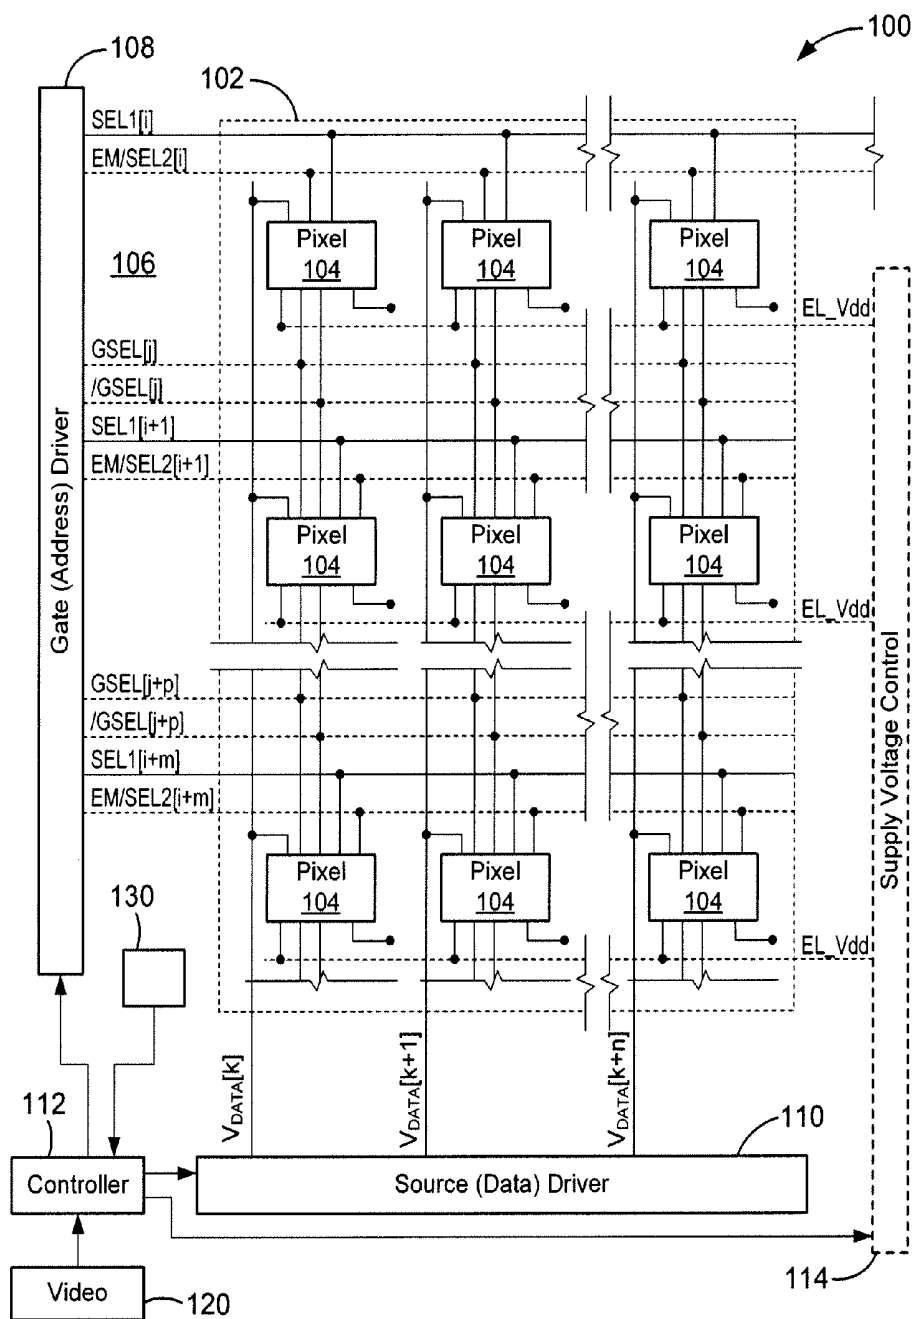 100
108
102
SEL1[i]
EM/SEL2[i]
Pixel
104
Pixel
104
Pixel
104
106
EL_Vdd
GSEL[j]
/GSEL[j]
SEL1[i+1]
EM/SEL2[i+1]
Pixel
104
Pixel
104
Pixel
104
EL_Vdd
Gate (Address) Driver
GSEL[j+p]
/GSEL[j+p]
SEL1[i+m]
EM/SEL2[i+m]
Pixel
104
Pixel
104
Pixel
104
EL_Vdd
Supply Voltage Control
130
VDATA[k]
VDATA[k+1]
VDATA[k+n]
112
110
Controller
Source (Data) Driver
114
Video
120